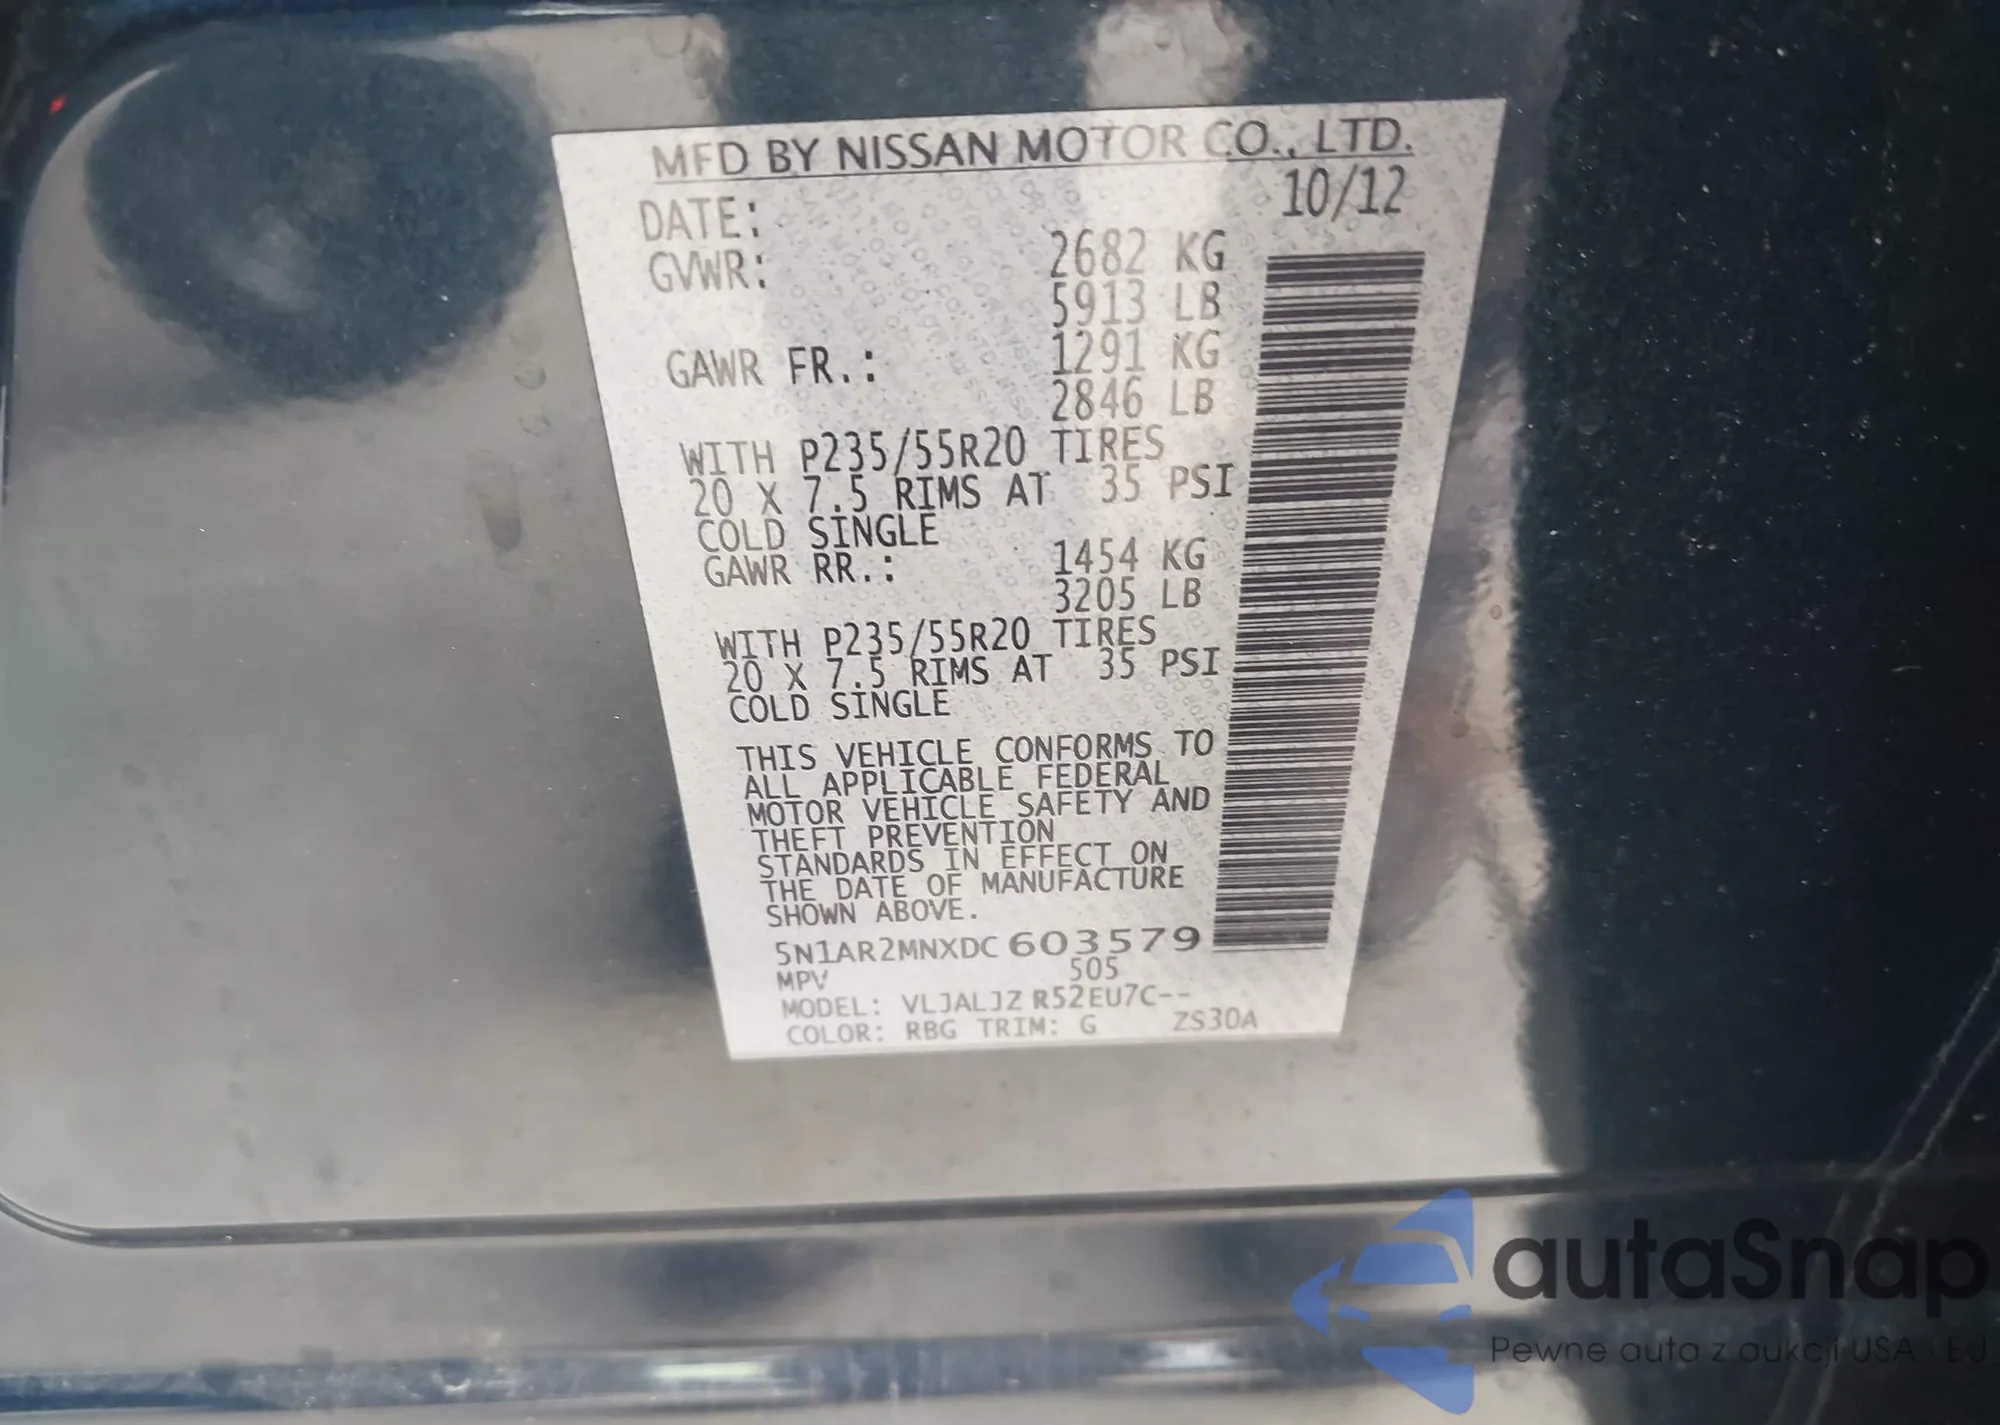 MFD BY NISSAN MOTOR CO., LTD.
DATE: 10/12
GVWR: 2682 KG
5913 LB
GAWR FR.: 1291 KG
2846 LB
WITH P235/55R20 TIRES
20 X 7.5 RIMS AT 35 PSI
COLD SINGLE
GAWR RR.: 1454 KG
3205 LB
WITH P235/55R20 TIRES
20 X 7.5 RIMS AT 35 PSI
COLD SINGLE
THIS VEHICLE CONFORMS TO
ALL APPLICABLE FEDERAL
MOTOR VEHICLE SAFETY AND
THEFT PREVENTION
STANDARDS IN EFFECT ON
THE DATE OF MANUFACTURE
SHOWN ABOVE.
5N1AR2MNXDC 603579
MPV 505
MODEL: VLJALJZ R52EU7C--
COLOR: RBG TRIM: G ZS30A
autaSnap
Pewne auta z aukcji USA i EU